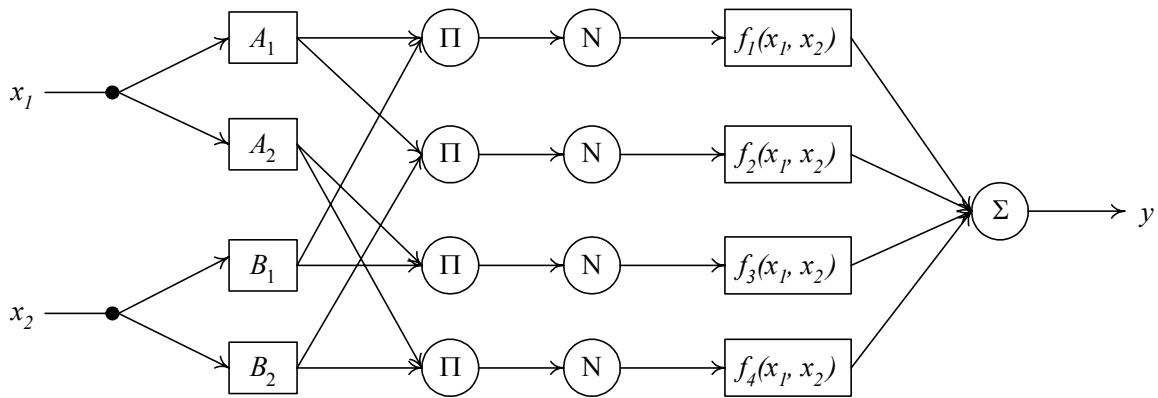 A₁ Π N f₁(x₁, x₂)
x₁
A₂ Π N f₂(x₁, x₂)
Σ y
B₁ Π N f₃(x₁, x₂)
x₂
B₂ Π N f₄(x₁, x₂)